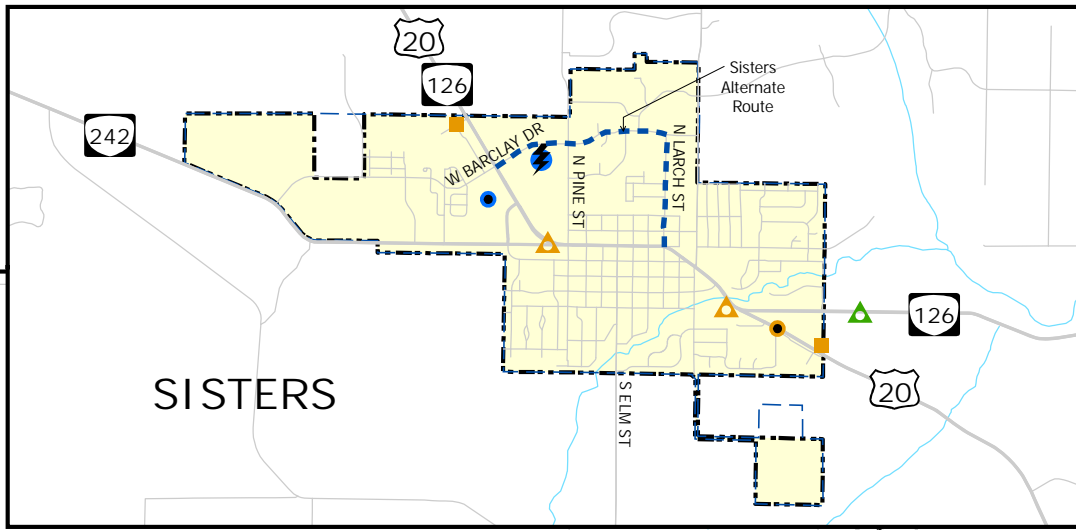 20
126
Sisters
Alternate
Route
242
W BARCLAY DR
N PINE ST
N LARCH ST
126
SISTERS
S ELM ST
20